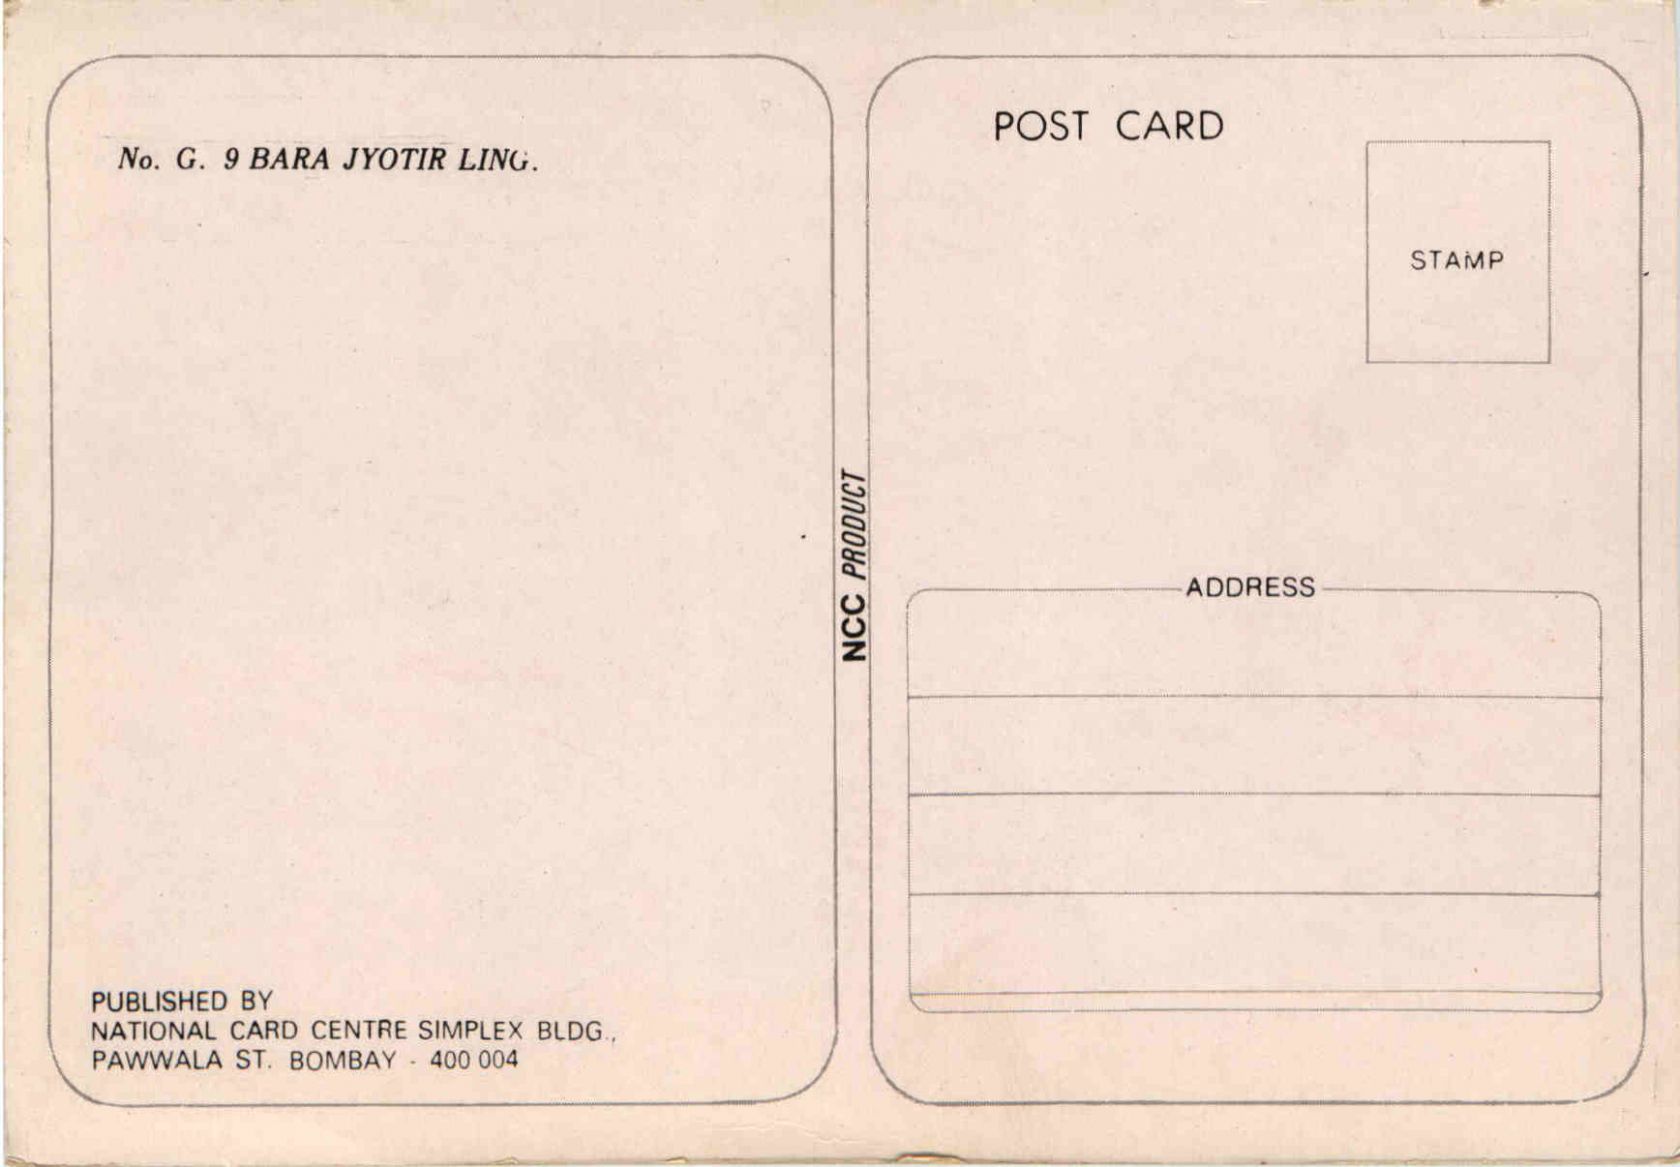 No. G. 9 BARA JYOTIR LING.
PUBLISHED BY
NATIONAL CARD CENTRE SIMPLEX BLDG.,
PAWWALA ST. BOMBAY - 400 004
NCC PRODUCT
POST CARD
STAMP
ADDRESS